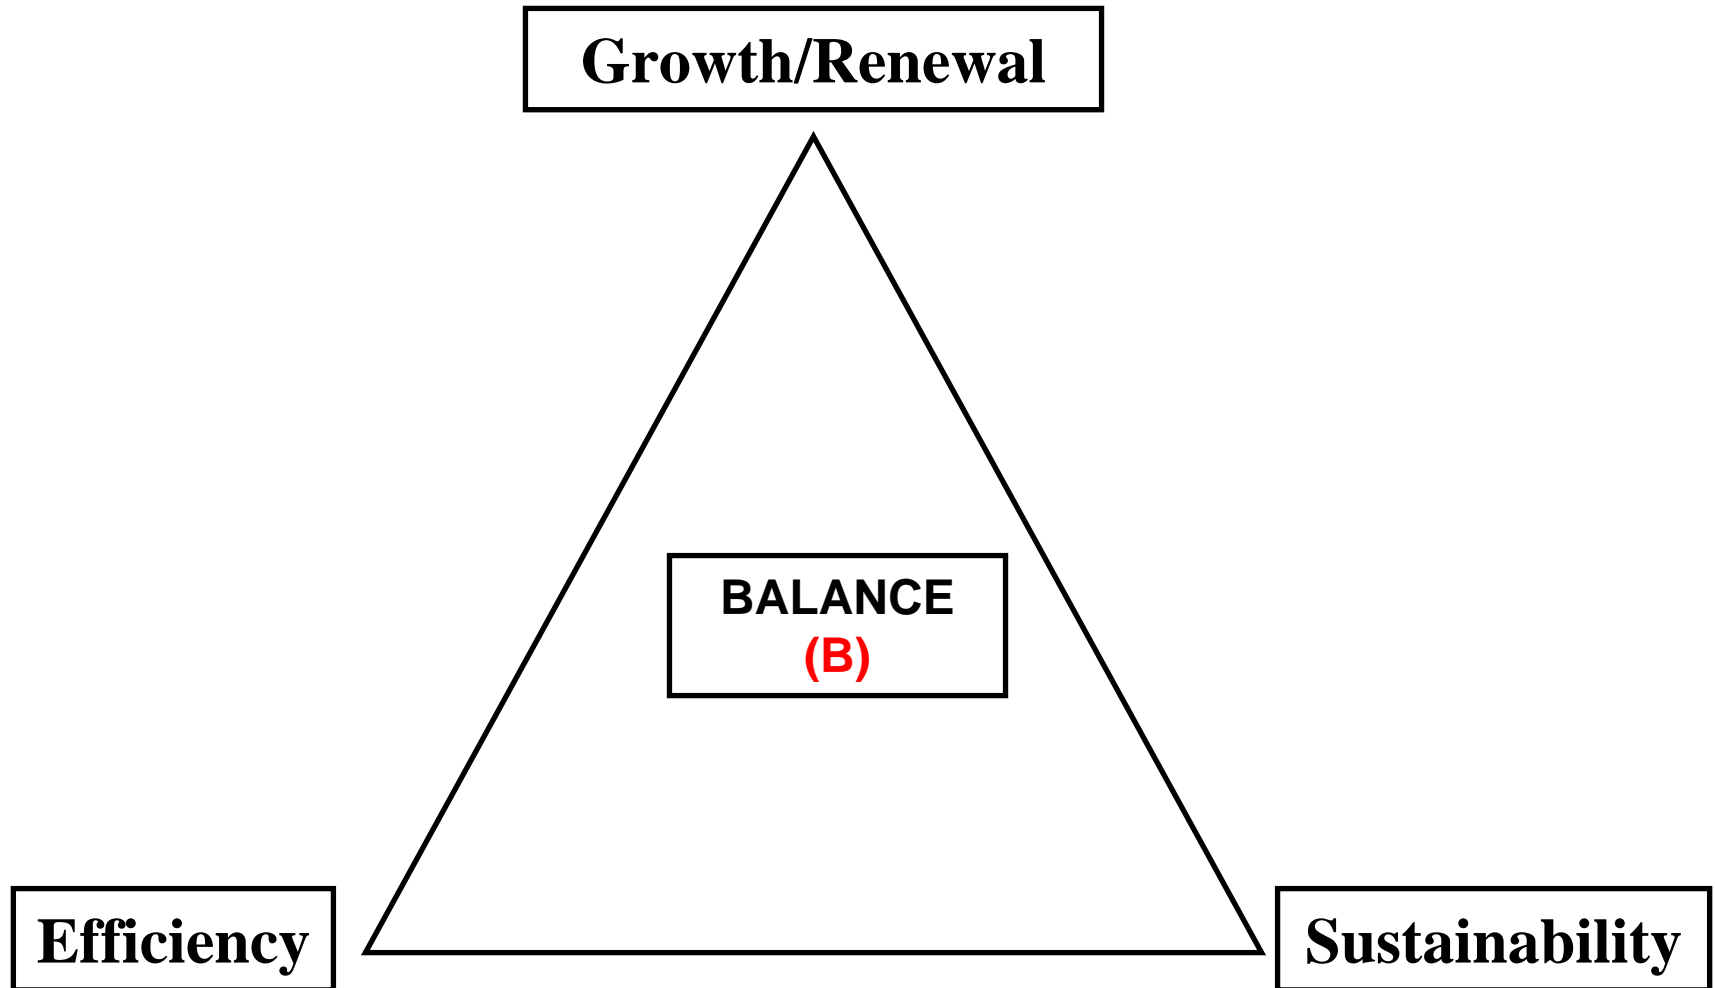 Growth/Renewal
BALANCE
(B)
Efficiency
Sustainability